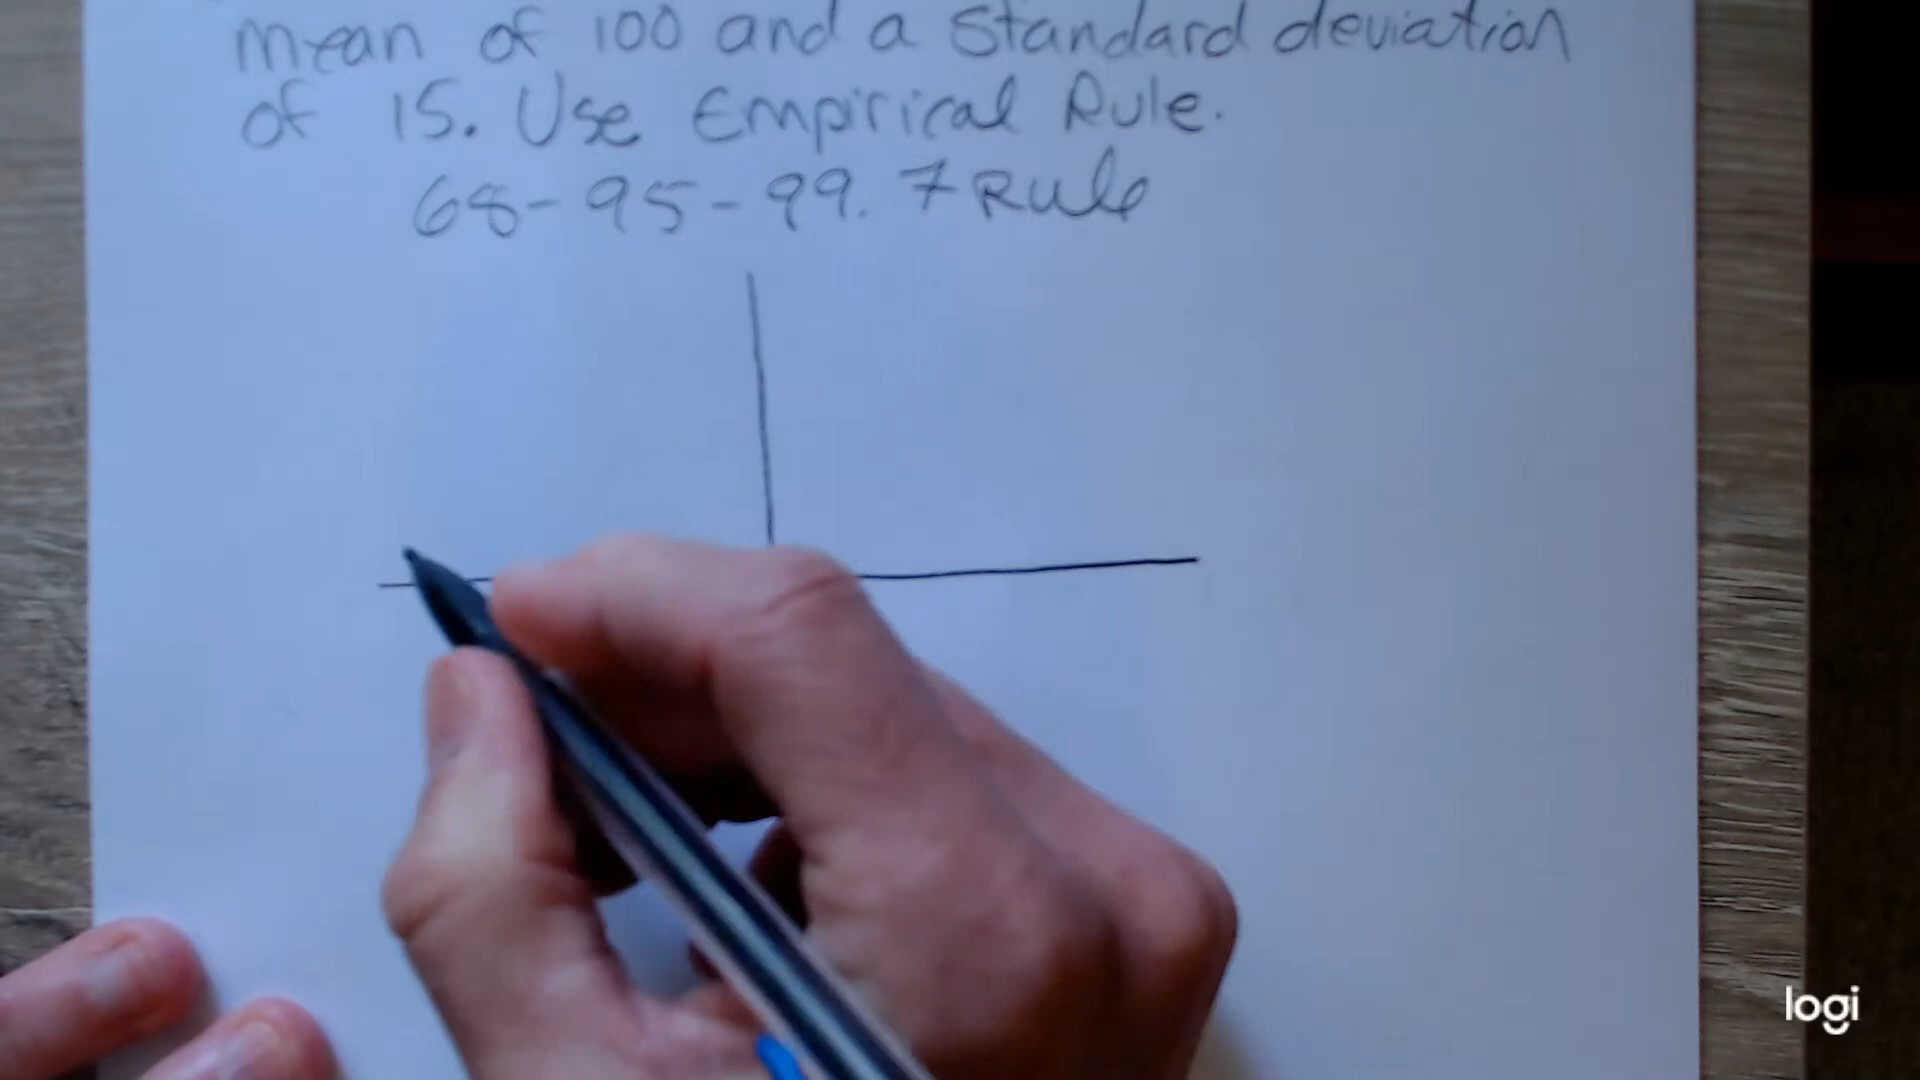 mean of 100 and a standard deviation
of 15. Use Empirical Rule.
68-95-99.7 Rule
logi